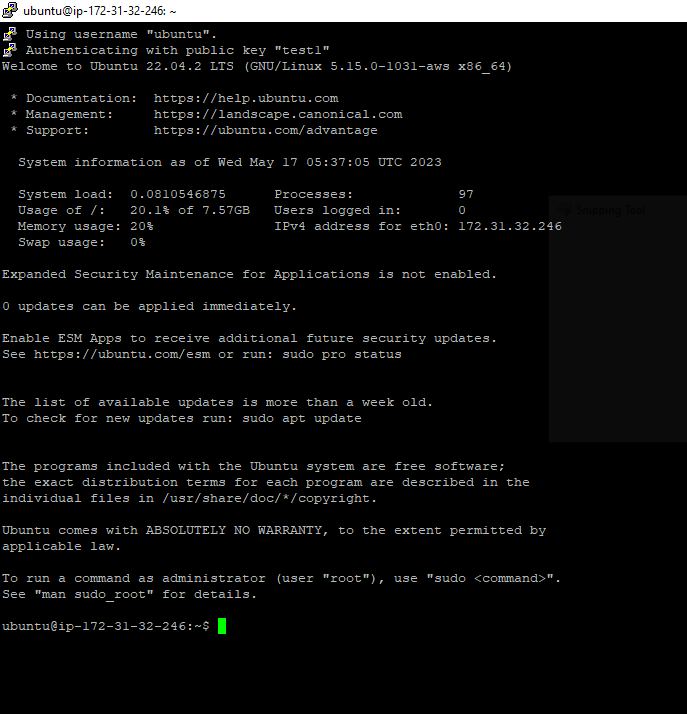 ubuntu@ip-172-31-32-246: ~
Using username "ubuntu".
Authenticating with public key "test1"
Welcome to Ubuntu 22.04.2 LTS (GNU/Linux 5.15.0-1031-aws x86_64)
* Documentation:  https://help.ubuntu.com
* Management:     https://landscape.canonical.com
* Support:        https://ubuntu.com/advantage
System information as of Wed May 17 05:37:05 UTC 2023
System load:  0.0810546875      Processes:             97
Usage of /:   20.1% of 7.57GB   Users logged in:       0
Snipping Tool
Memory usage: 20%               IPv4 address for eth0: 172.31.32.246
Swap usage:   0%
Expanded Security Maintenance for Applications is not enabled.
0 updates can be applied immediately.
Enable ESM Apps to receive additional future security updates.
See https://ubuntu.com/esm or run: sudo pro status
The list of available updates is more than a week old.
To check for new updates run: sudo apt update
The programs included with the Ubuntu system are free software;
the exact distribution terms for each program are described in the
individual files in /usr/share/doc/*/copyright.
Ubuntu comes with ABSOLUTELY NO WARRANTY, to the extent permitted by
applicable law.
To run a command as administrator (user "root"), use "sudo <command>".
See "man sudo_root" for details.
ubuntu@ip-172-31-32-246:~$